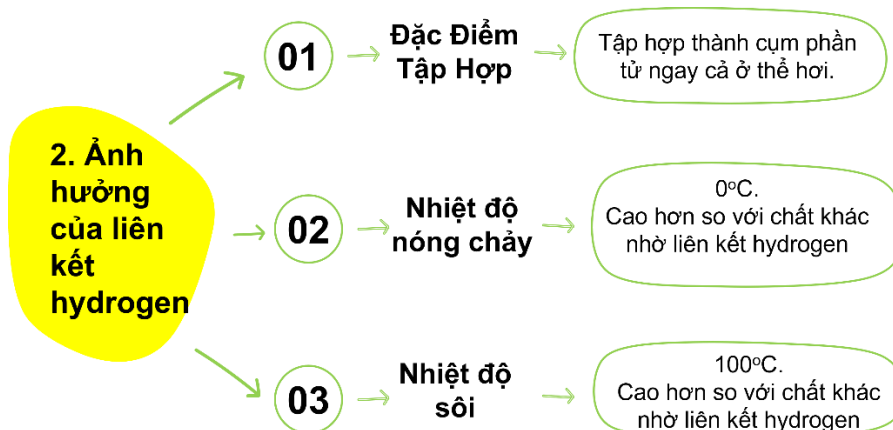 2. Ảnh
hưởng
của liên
kết
hydrogen
01
Đặc Điểm
Tập Hợp
Tập hợp thành cụm phần
tử ngay cả ở thể hơi.
02
Nhiệt độ
nóng chảy
0°C.
Cao hơn so với chất khác
nhờ liên kết hydrogen
03
Nhiệt độ
sôi
100°C.
Cao hơn so với chất khác
nhờ liên kết hydrogen